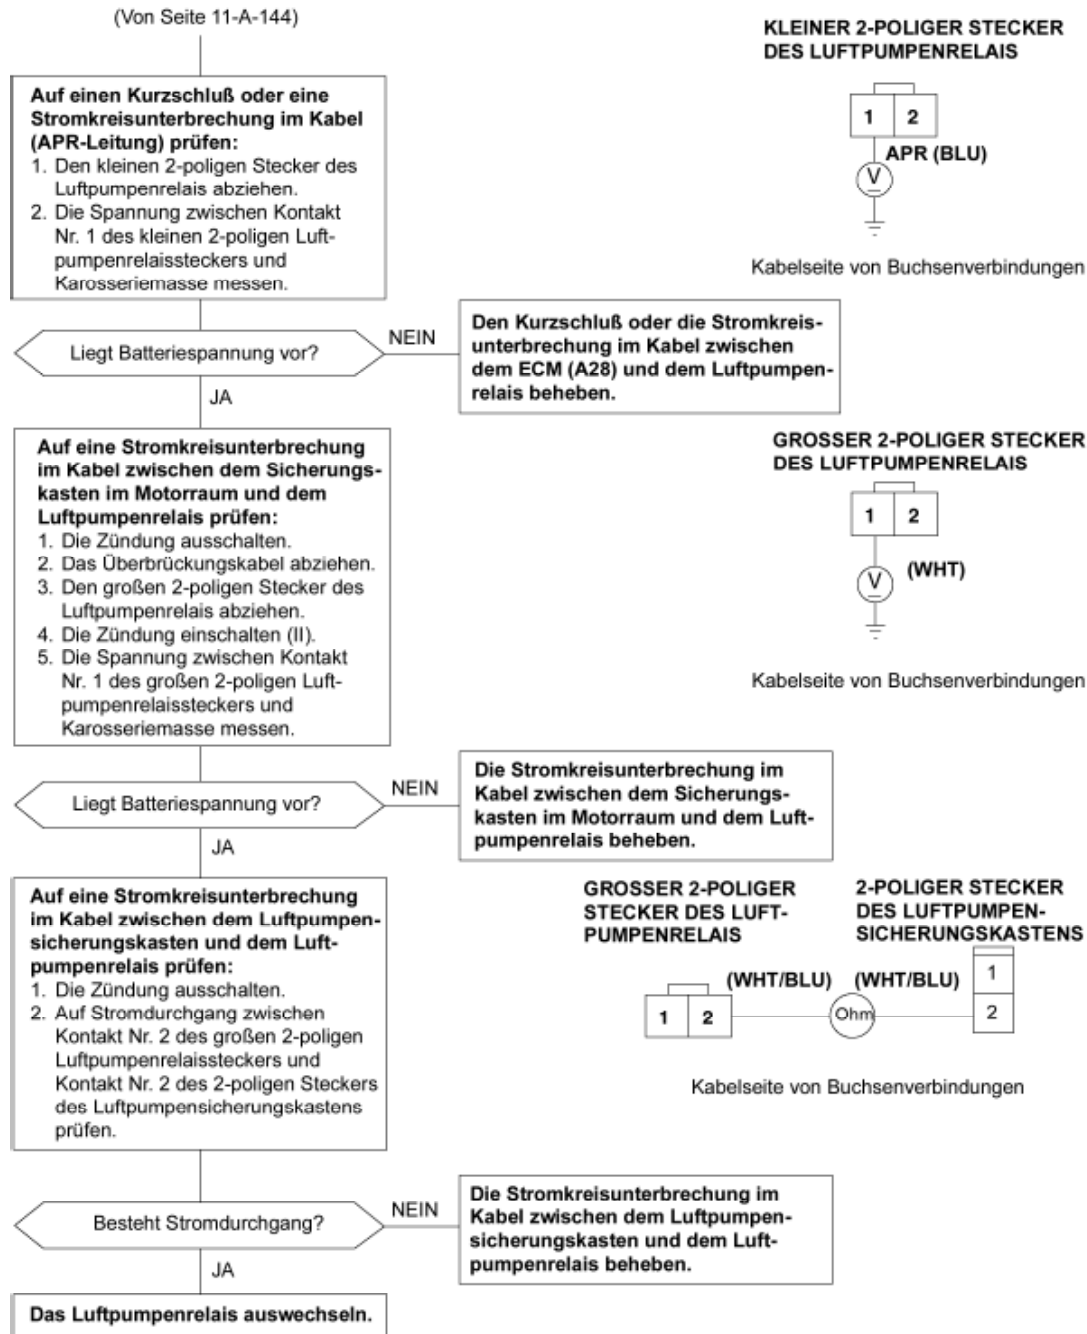 (Von Seite 11-A-144)
KLEINER 2-POLIGER STECKER
DES LUFTPUMPENRELAIS
Auf einen Kurzschluß oder eine
Stromkreisunterbrechung im Kabel
(APR-Leitung) prüfen:
1. Den kleinen 2-poligen Stecker des
Luftpumpenrelais abziehen.
2. Die Spannung zwischen Kontakt
Nr. 1 des kleinen 2-poligen Luft-
pumpenrelaissteckers und
Karosseriemasse messen.
1 2
APR (BLU)
V
Kabelseite von Buchsenverbindungen
Liegt Batteriespannung vor?
NEIN
Den Kurzschluß oder die Stromkreis-
unterbrechung im Kabel zwischen
dem ECM (A28) und dem Luftpumpen-
relais beheben.
JA
Auf eine Stromkreisunterbrechung
im Kabel zwischen dem Sicherungs-
kasten im Motorraum und dem
Luftpumpenrelais prüfen:
1. Die Zündung ausschalten.
2. Das Überbrückungskabel abziehen.
3. Den großen 2-poligen Stecker des
Luftpumpenrelais abziehen.
4. Die Zündung einschalten (II).
5. Die Spannung zwischen Kontakt
Nr. 1 des großen 2-poligen Luft-
pumpenrelaissteckers und
Karosseriemasse messen.
GROSSER 2-POLIGER STECKER
DES LUFTPUMPENRELAIS
1 2
(WHT)
V
Kabelseite von Buchsenverbindungen
Liegt Batteriespannung vor?
NEIN
Die Stromkreisunterbrechung im
Kabel zwischen dem Sicherungs-
kasten im Motorraum und dem Luft-
pumpenrelais beheben.
JA
Auf eine Stromkreisunterbrechung
im Kabel zwischen dem Luftpumpen-
sicherungskasten und dem Luft-
pumpenrelais prüfen:
1. Die Zündung ausschalten.
2. Auf Stromdurchgang zwischen
Kontakt Nr. 2 des großen 2-poligen
Luftpumpenrelaissteckers und
Kontakt Nr. 2 des 2-poligen Steckers
des Luftpumpensicherungskastens
prüfen.
GROSSER 2-POLIGER
STECKER DES LUFT-
PUMPENRELAIS
2-POLIGER STECKER
DES LUFTPUMPEN-
SICHERUNGSKASTENS
(WHT/BLU) (WHT/BLU)
1 2
Ohm
1
2
Kabelseite von Buchsenverbindungen
Besteht Stromdurchgang?
NEIN
Die Stromkreisunterbrechung im
Kabel zwischen dem Luftpumpen-
sicherungskasten und dem Luft-
pumpenrelais beheben.
JA
Das Luftpumpenrelais auswechseln.